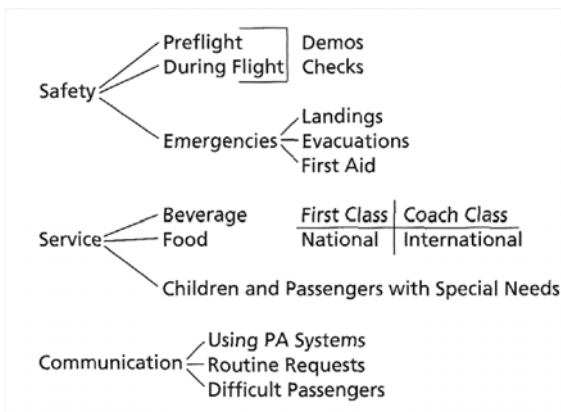 Preflight Demos
During Flight Checks
Safety
Landings
Emergencies Evacuations
First Aid
Beverage First Class Coach Class
Service Food National International
Children and Passengers with Special Needs
Using PA Systems
Communication Routine Requests
Difficult Passengers